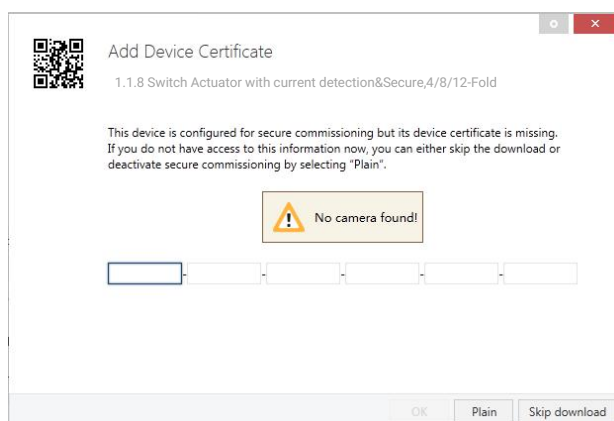 Add Device Certificate
1.1.8 Switch Actuator with current detection&Secure,4/8/12-Fold
This device is configured for secure commissioning but its device certificate is missing.
If you do not have access to this information now, you can either skip the download or
deactivate secure commissioning by selecting "Plain".
No camera found!
- - - - -
OK Plain Skip download